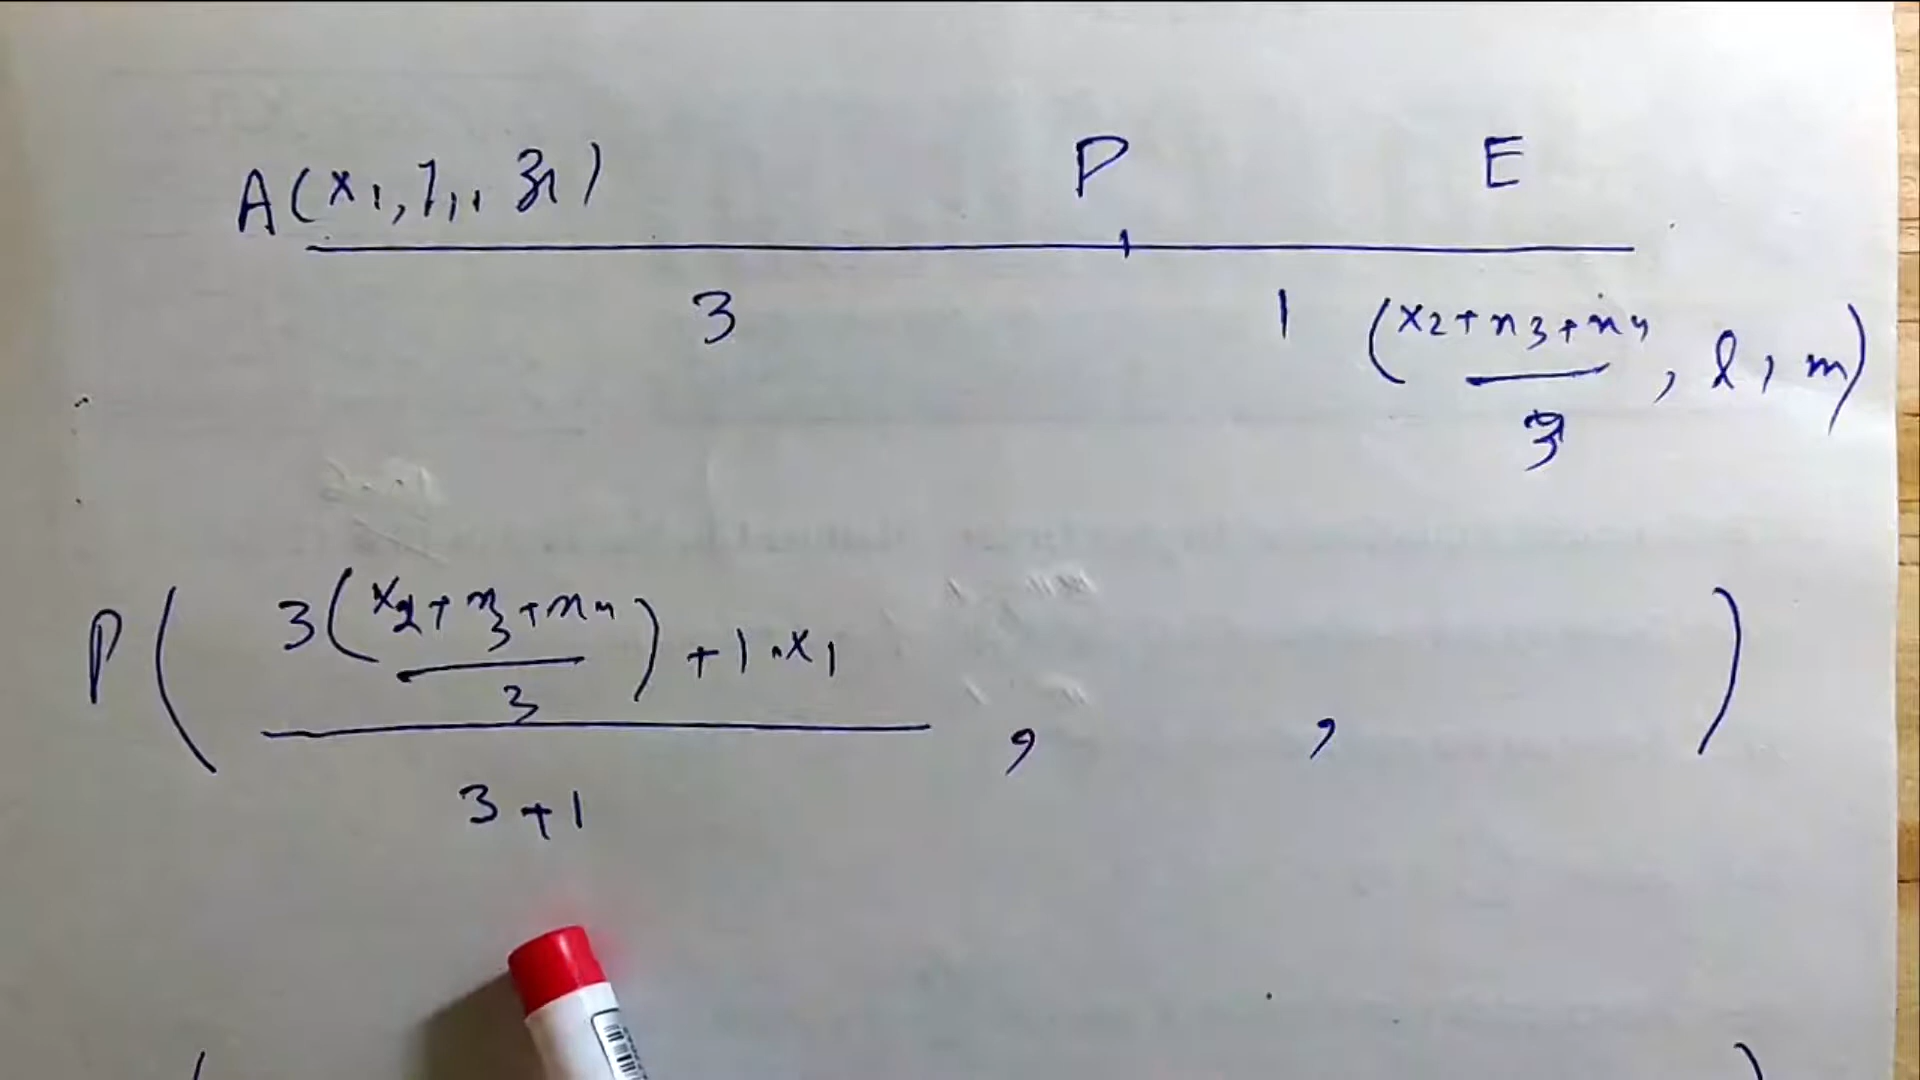 A(x₁, y₁, z₁) P E
3 1 (x₂+x₃+x₄/3, l, m)
P( 3(x₂+x₃+x₄/3)+1·x₁ / 3+1 , , )